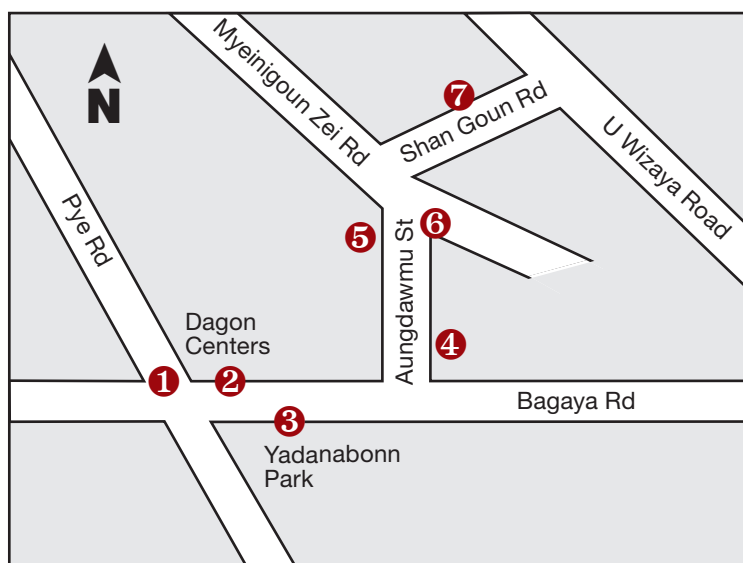 Myeinigoun Zei Rd
7
Shan Goun Rd
U Wizaya Road
N
Pye Rd
5
6
Aungdawmu St
Dagon
Centers
4
1
2
Bagaya Rd
3
Yadanabonn
Park